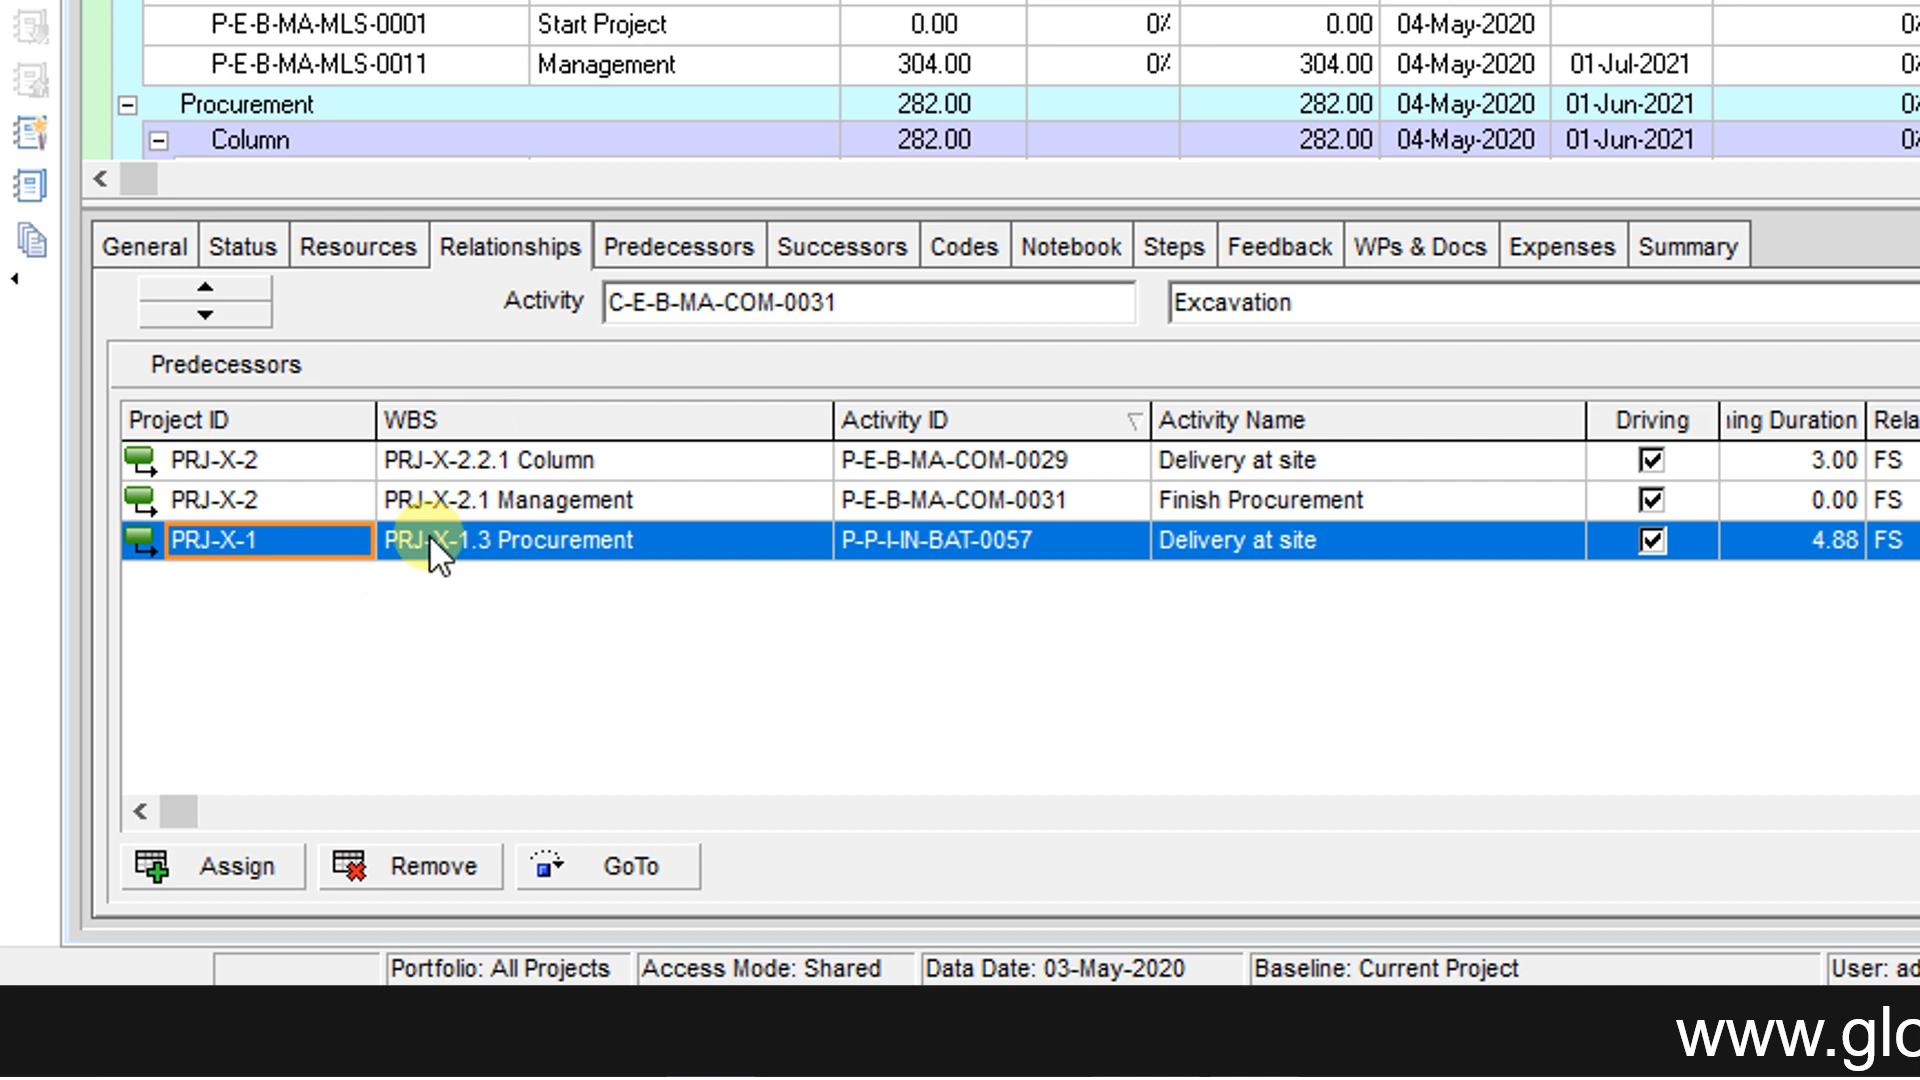 P-E-B-MA-MLS-0001 Start Project 0.00 0% 0.00 04-May-2020
P-E-B-MA-MLS-0011 Management 304.00 0% 304.00 04-May-2020 01-Jul-2021
Procurement 282.00 282.00 04-May-2020 01-Jun-2021
Column 282.00 282.00 04-May-2020 01-Jun-2021
General Status Resources Relationships Predecessors Successors Codes Notebook Steps Feedback WPs & Docs Expenses Summary
Activity C-E-B-MA-COM-0031 Excavation
Predecessors
Project ID WBS Activity ID Activity Name Driving ing Duration Rela
PRJ-X-2 PRJ-X-2.2.1 Column P-E-B-MA-COM-0029 Delivery at site 3.00 FS
PRJ-X-2 PRJ-X-2.1 Management P-E-B-MA-COM-0031 Finish Procurement 0.00 FS
PRJ-X-1 PRJ-X-1.3 Procurement P-P-I-IN-BAT-0057 Delivery at site 4.88 FS
Assign Remove GoTo
Portfolio: All Projects Access Mode: Shared Data Date: 03-May-2020 Baseline: Current Project User: ad
www.glo